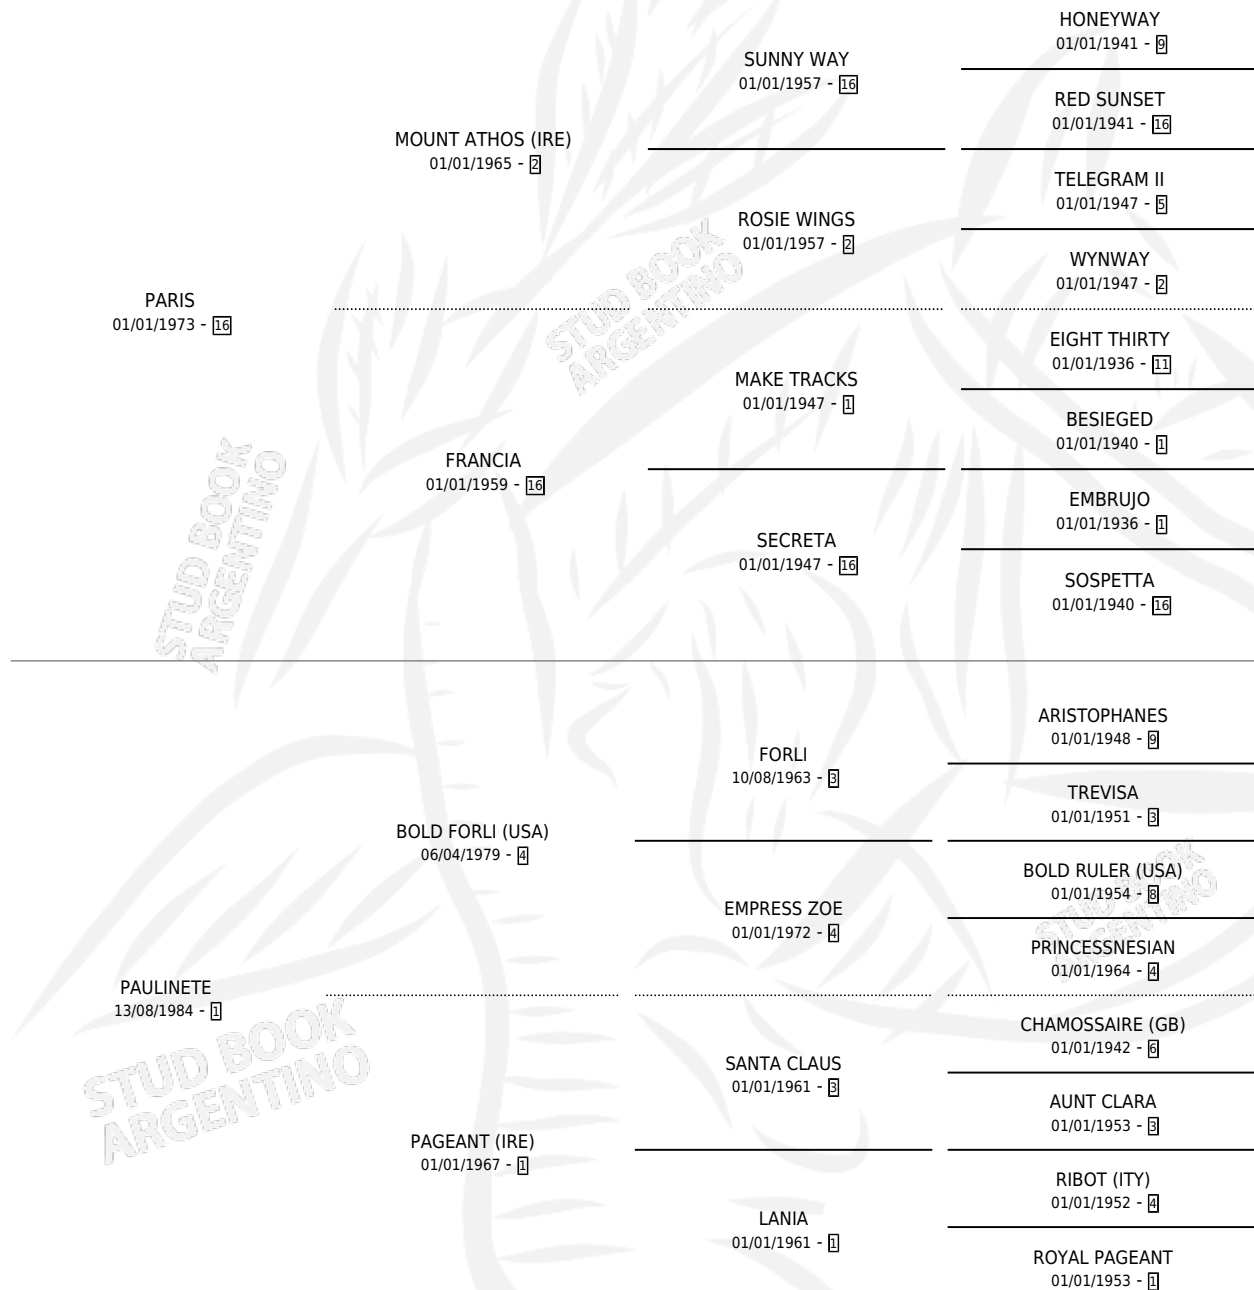 HONEYWAY
01/01/1941 - 9
SUNNY WAY
01/01/1957 - 16
RED SUNSET
01/01/1941 - 16
MOUNT ATHOS (IRE)
01/01/1965 - 2
TELEGRAM II
01/01/1947 - 5
ROSIE WINGS
01/01/1957 - 2
WYNWAY
01/01/1947 - 2
PARIS
01/01/1973 - 16
EIGHT THIRTY
01/01/1936 - 11
MAKE TRACKS
01/01/1947 - 1
BESIEGED
01/01/1940 - 1
FRANCIA
01/01/1959 - 16
EMBRUJO
01/01/1936 - 1
SECRETA
01/01/1947 - 16
SOSPETTA
01/01/1940 - 16
ARISTOPHANES
01/01/1948 - 9
FORLI
10/08/1963 - 3
TREVISA
01/01/1951 - 3
BOLD FORLI (USA)
06/04/1979 - 4
BOLD RULER (USA)
01/01/1954 - 8
EMPRESS ZOE
01/01/1972 - 4
PRINCESSNESIAN
01/01/1964 - 4
PAULINETE
13/08/1984 - 1
CHAMOSSAIRE (GB)
01/01/1942 - 6
SANTA CLAUS
01/01/1961 - 3
AUNT CLARA
01/01/1953 - 3
PAGEANT (IRE)
01/01/1967 - 1
RIBOT (ITY)
01/01/1952 - 4
LANIA
01/01/1961 - 1
ROYAL PAGEANT
01/01/1953 - 1
STUD BOOK
ARGENTINO
STUD BOOK
ARGENTINO
STUD BOOK
ARGENTINO
STUD BOOK
ARGENTINO